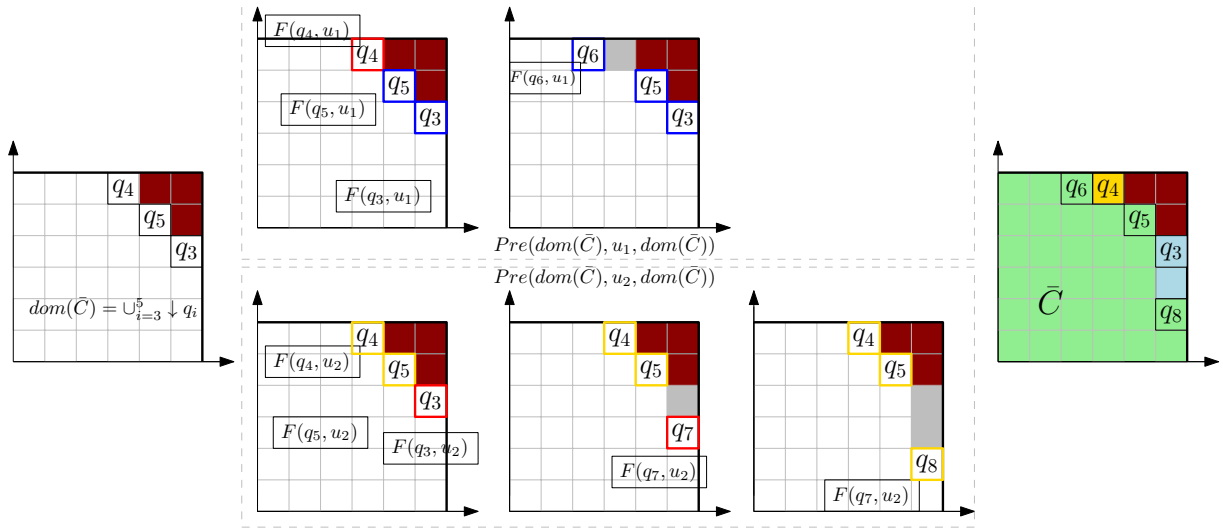 q₄
q₅
q₃
dom(C̄) = ∪⁵ᵢ₌₃ ↓ qᵢ
F(q₄, u₁)
q₄
q₅
F(q₅, u₁)
q₃
F(q₃, u₁)
q₆
F(q₆, u₁)
q₅
q₃
Pre(dom(C̄), u₁, dom(C̄))
Pre(dom(C̄), u₂, dom(C̄))
q₄
F(q₄, u₂)
q₅
q₃
F(q₅, u₂)
F(q₃, u₂)
q₄
q₅
q₇
F(q₇, u₂)
q₄
q₅
q₈
F(q₇, u₂)
q₆ q₄
q₅
q₃
C̄
q₈